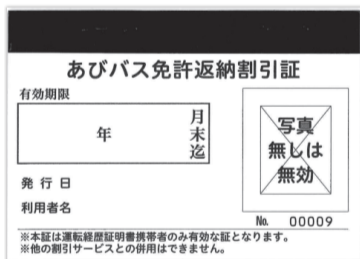 あびバス免許返納割引証
有効期限
年
月末迄
写真
無しは
無効
発行日
利用者名
No. 00009
※本証は運転経歴証明書携帯者のみ有効な証となります。
※他の割引サービスとの併用はできません。